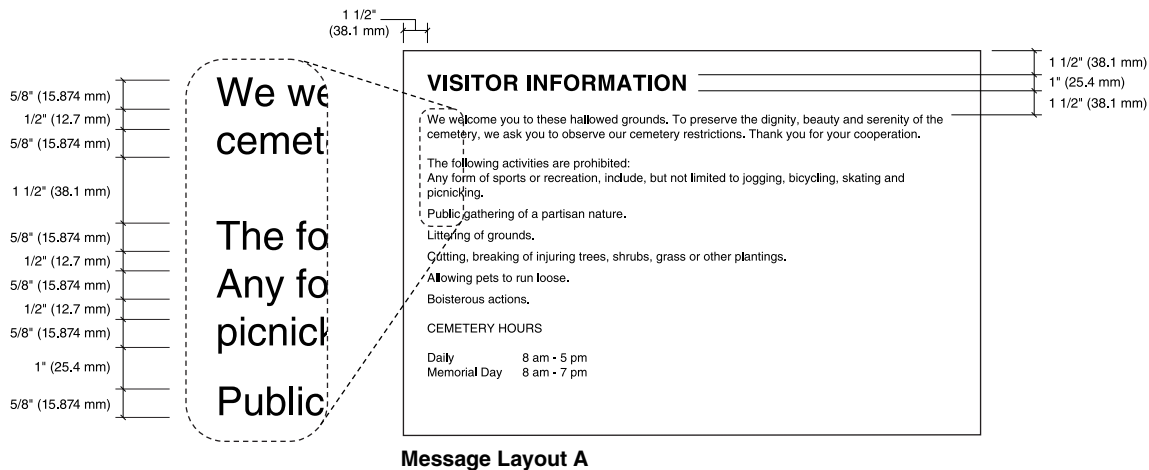 1 1/2"
(38.1 mm)
5/8" (15.874 mm)
1/2" (12.7 mm)
5/8" (15.874 mm)
1 1/2" (38.1 mm)
5/8" (15.874 mm)
1/2" (12.7 mm)
5/8" (15.874 mm)
1/2" (12.7 mm)
5/8" (15.874 mm)
1" (25.4 mm)
5/8" (15.874 mm)
We we
cemet
The fo
Any fo
picnick
Public
VISITOR INFORMATION
We welcome you to these hallowed grounds. To preserve the dignity, beauty and serenity of the
cemetery, we ask you to observe our cemetery restrictions. Thank you for your cooperation.
The following activities are prohibited:
Any form of sports or recreation, include, but not limited to jogging, bicycling, skating and
picnicking.
Public gathering of a partisan nature.
Littering of grounds.
Cutting, breaking of injuring trees, shrubs, grass or other plantings.
Allowing pets to run loose.
Boisterous actions.
CEMETERY HOURS
Daily 8 am - 5 pm
Memorial Day 8 am - 7 pm
1 1/2" (38.1 mm)
1" (25.4 mm)
1 1/2" (38.1 mm)
Message Layout A